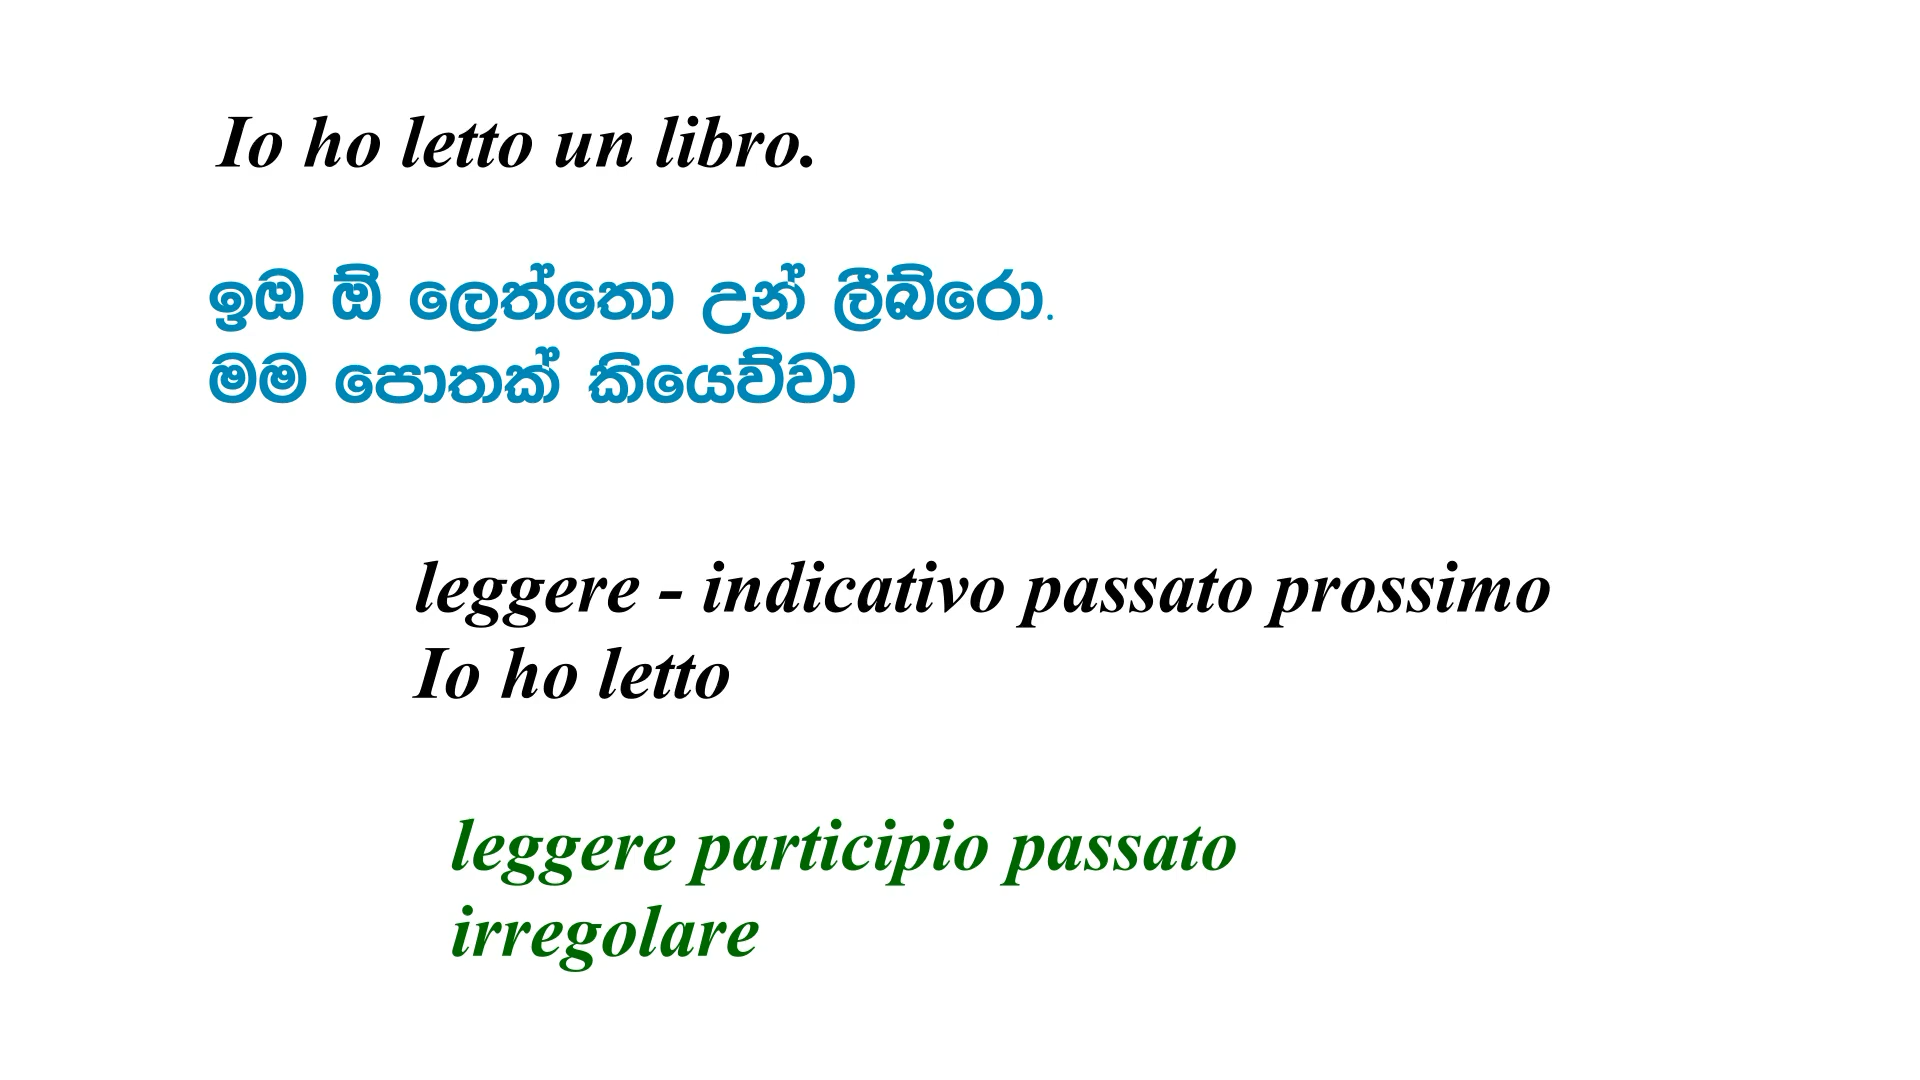 Io ho letto un libro.
ඉඔ ඕ ලෙත්තො උන් ලීබ්රො.
මම පොතක් කියෙව්වා
leggere - indicativo passato prossimo
Io ho letto
leggere participio passato
irregolare